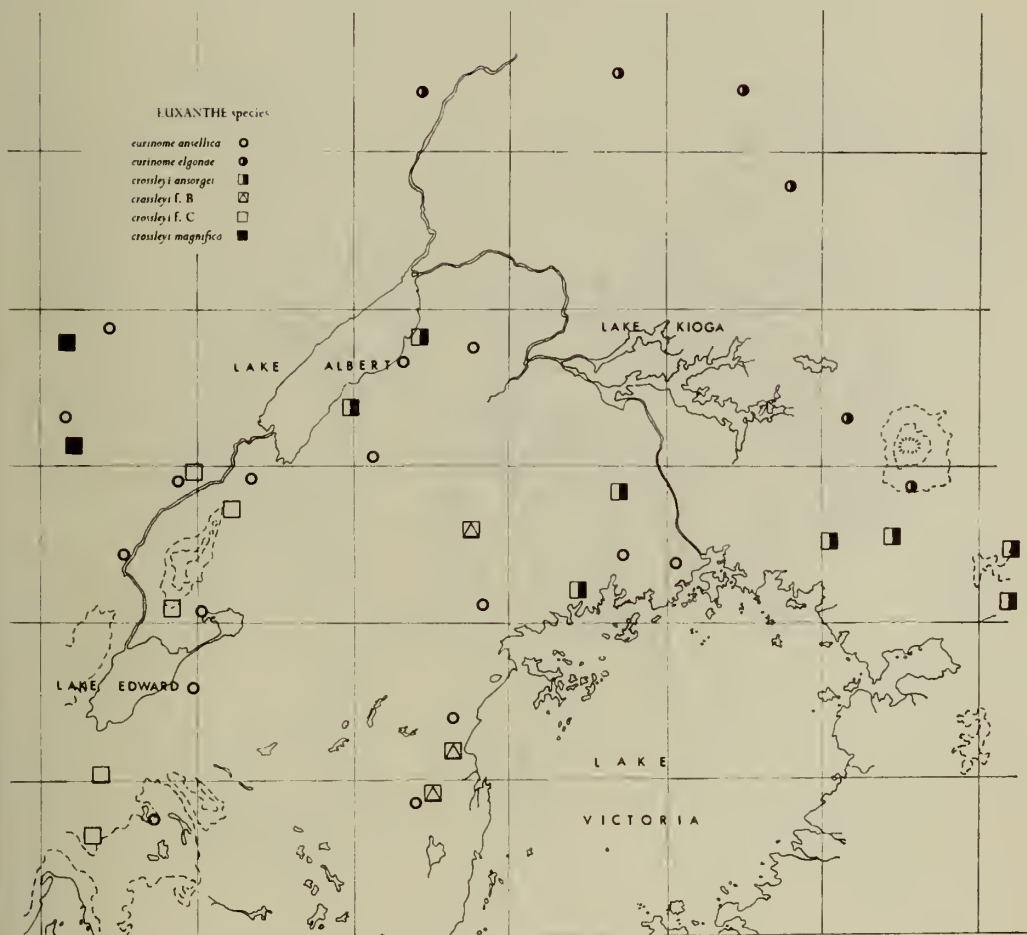 EUXANTHE species
eurinome ansellica
eurinome elgonae
crossleyi ansorgei
crossleyi f. B
crossleyi f. C
crossleyi magnifica
LAKE KIOGA
LAKE ALBERT
LAKE EDWARD
LAKE
VICTORIA